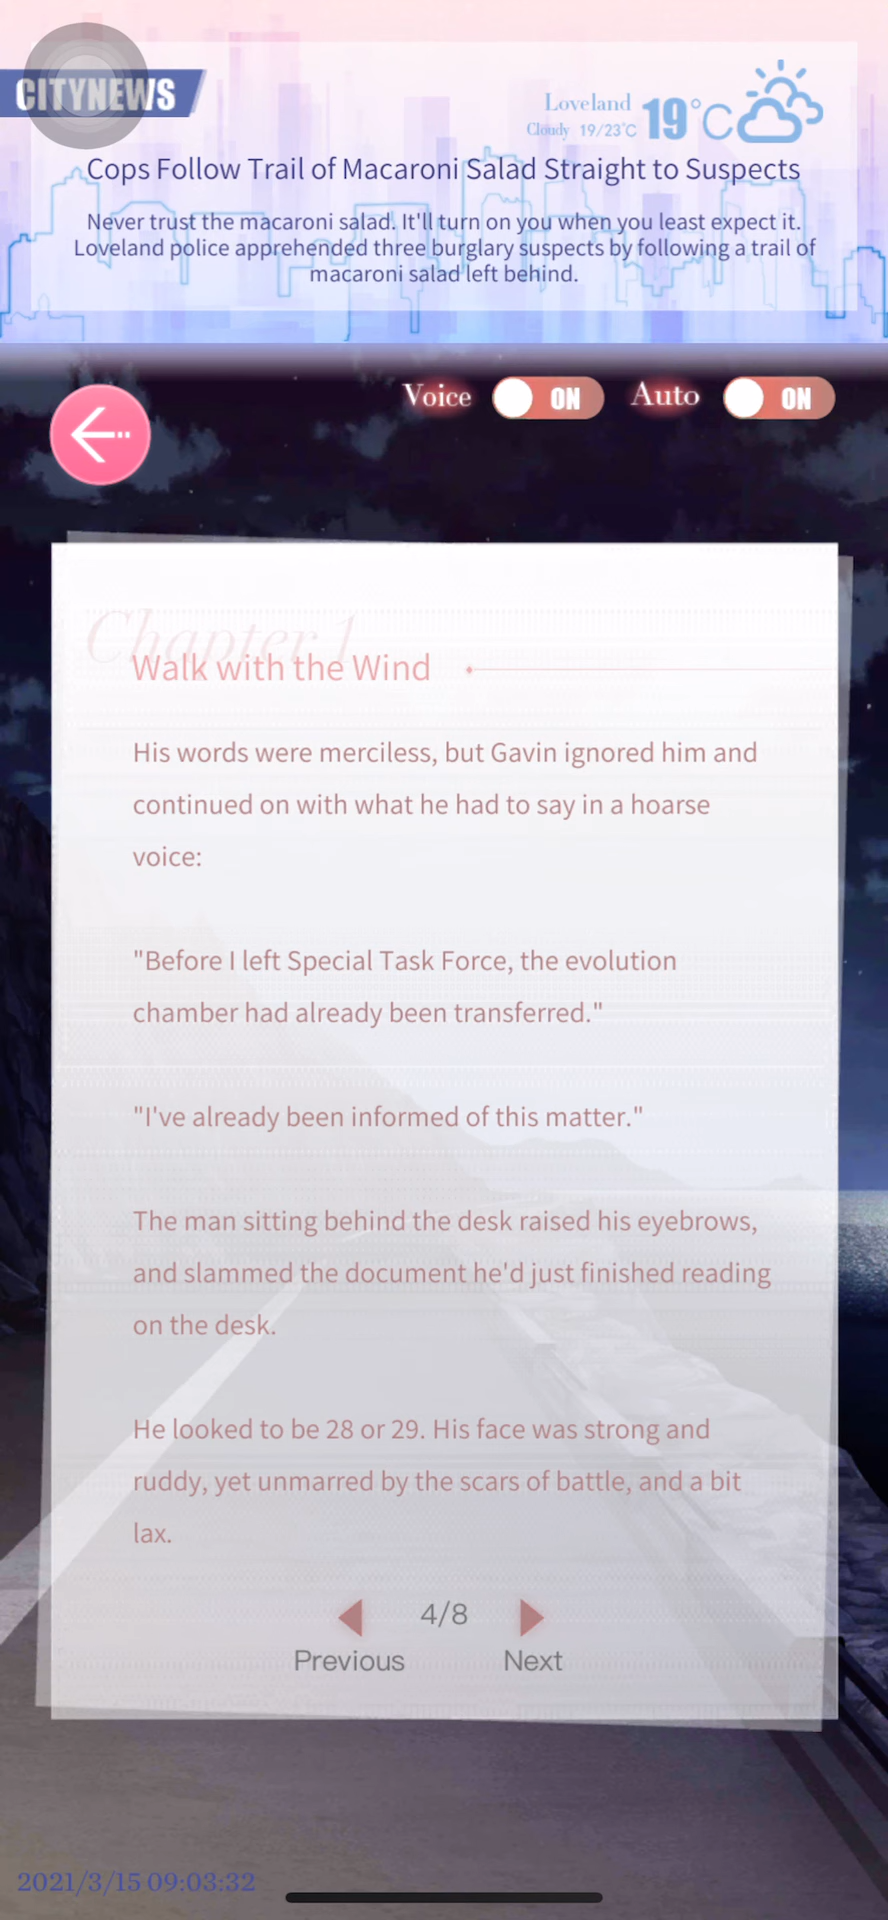 CITYNEWS
Loveland
Cloudy 19/23°C
19°C
Cops Follow Trail of Macaroni Salad Straight to Suspects
Never trust the macaroni salad. It'll turn on you when you least expect it.
Loveland police apprehended three burglary suspects by following a trail of
macaroni salad left behind.
Voice ON Auto ON
Chapter 1
Walk with the Wind
His words were merciless, but Gavin ignored him and
continued on with what he had to say in a hoarse
voice:
"Before I left Special Task Force, the evolution
chamber had already been transferred."
"I've already been informed of this matter."
The man sitting behind the desk raised his eyebrows,
and slammed the document he'd just finished reading
on the desk.
He looked to be 28 or 29. His face was strong and
ruddy, yet unmarred by the scars of battle, and a bit
lax.
4/8
Previous Next
2021/3/15 09:03:32